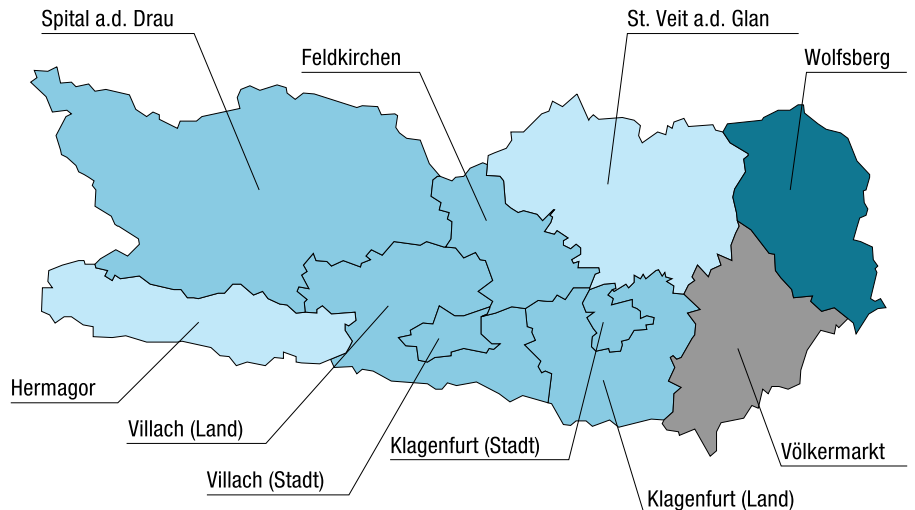 Spital a.d. Drau
St. Veit a.d. Glan
Feldkirchen
Wolfsberg
Hermagor
Villach (Land)
Klagenfurt (Stadt)
Völkermarkt
Villach (Stadt)
Klagenfurt (Land)